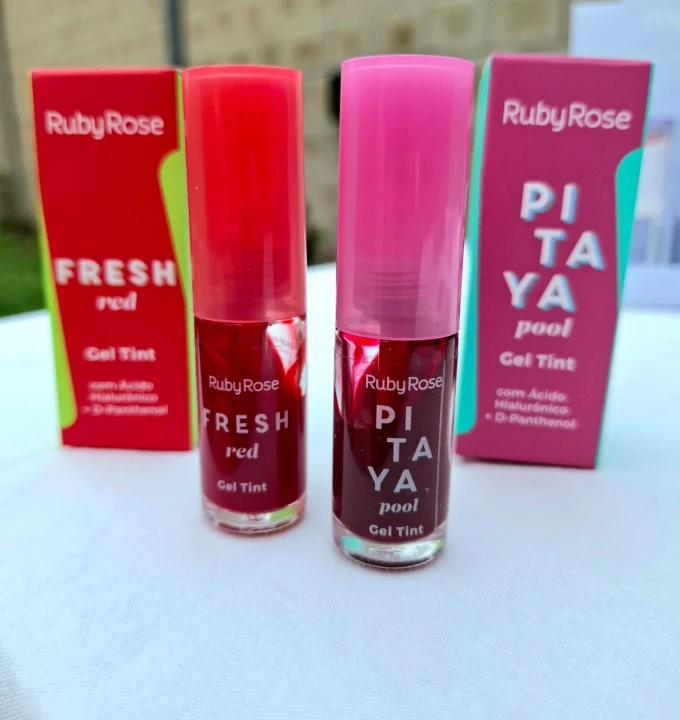 RubyRose
FRESH
red
Gel Tint
com Ácido
Hialurônico
+ D-Panthenol
RubyRose
FRESH
red
Gel Tint
RubyRose
PI
TA
YA
pool
Gel Tint
RubyRose
PI
TA
YA
pool
Gel Tint
com Ácido
Hialurônico
+ D-Panthenol